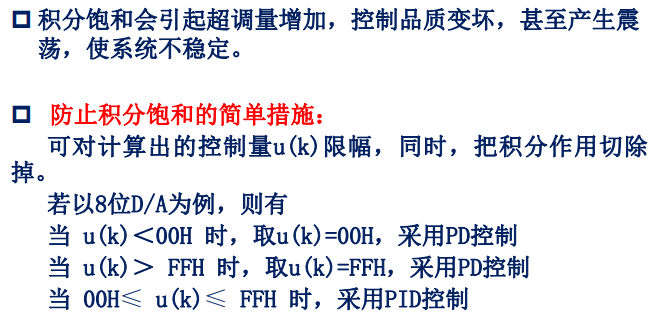 积分饱和会引起超调量增加，控制品质变坏，甚至产生震
荡，使系统不稳定。
防止积分饱和的简单措施：
可对计算出的控制量u(k)限幅，同时，把积分作用切除
掉。
若以8位D/A为例，则有
当 u(k)＜00H 时，取u(k)=00H，采用PD控制
当 u(k)＞ FFH 时，取u(k)=FFH，采用PD控制
当 00H≤ u(k)≤ FFH 时，采用PID控制